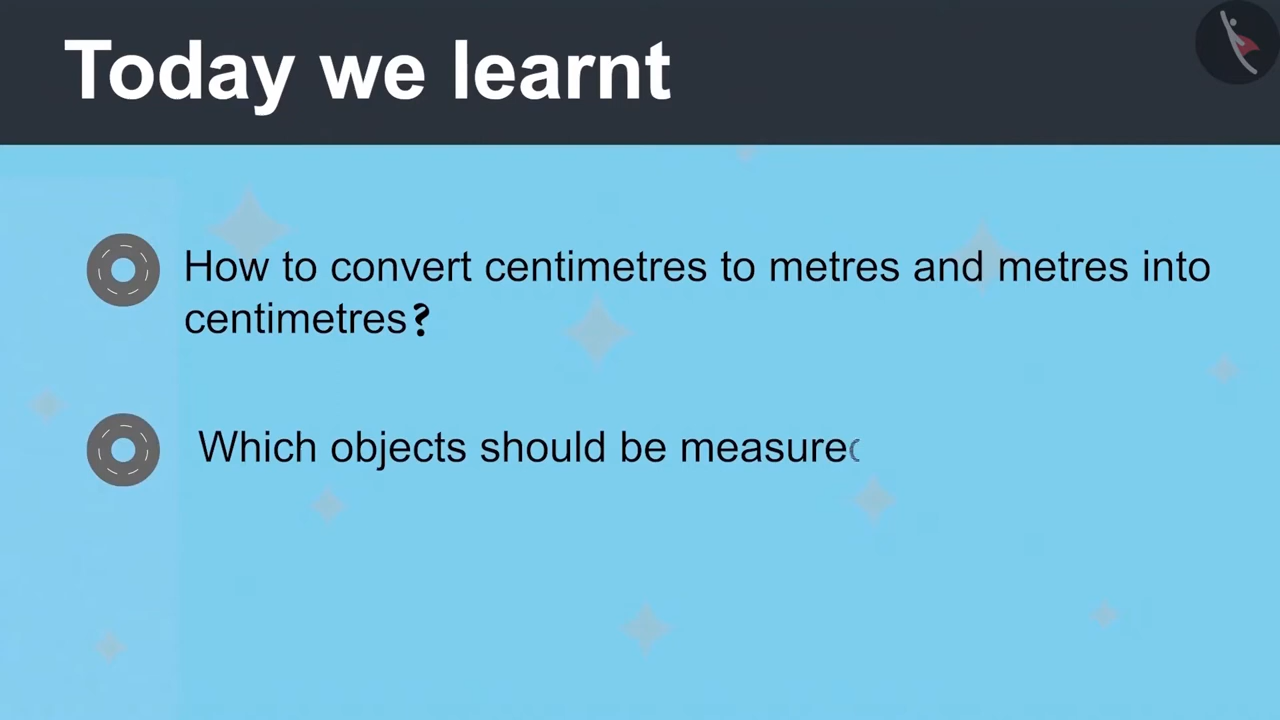 Today we learnt
How to convert centimetres to metres and metres into
centimetres?
Which objects should be measure